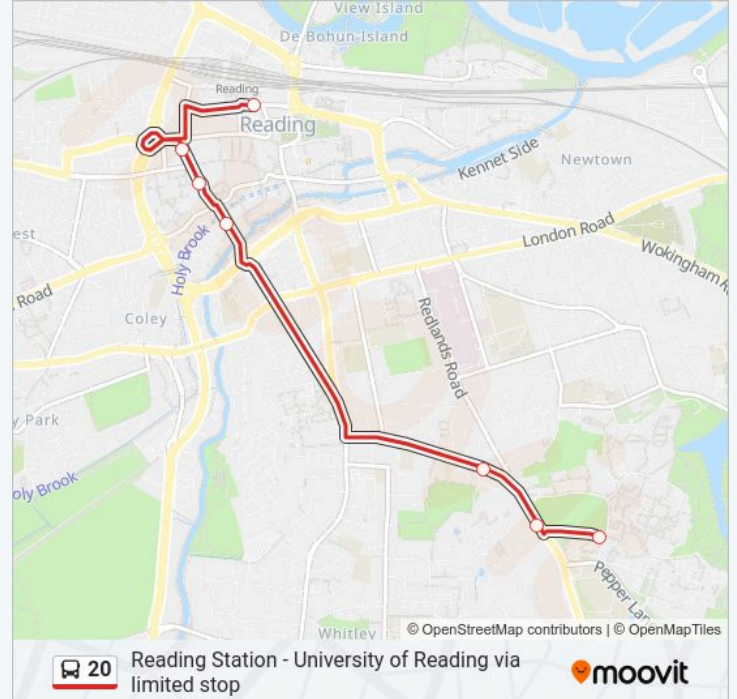 View Island
De Bohun Island
Reading
Reading
Kennet Side
Newtown
est
London Road
Wokingham R
Holy Brook
Road
Coley
Redlands Road
y Park
oly Brook
Pepper Lan
Whitley
© OpenStreetMap contributors | © OpenMapTiles
20
Reading Station - University of Reading via
limited stop
moovit